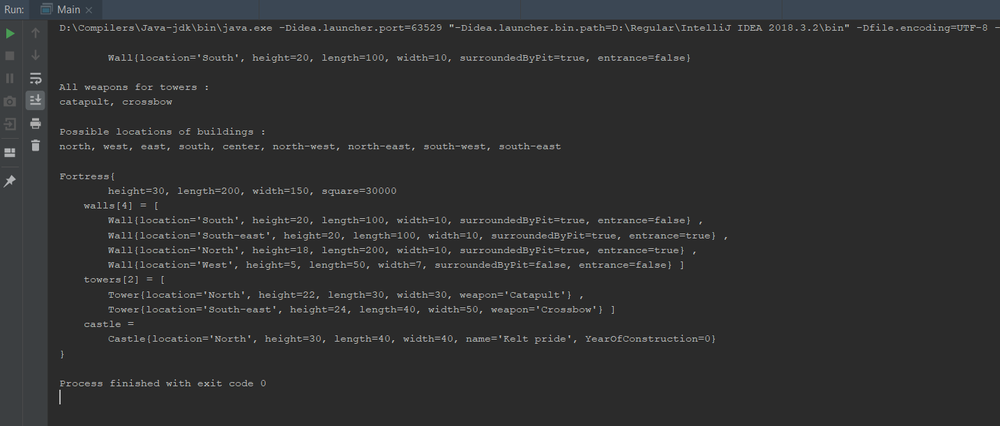 Run: Main
D:\Compilers\Java-jdk\bin\java.exe -Didea.launcher.port=63529 "-Didea.launcher.bin.path=D:\Regular\IntelliJ IDEA 2018.3.2\bin" -Dfile.encoding=UTF-8 -
Wall{location='South', height=20, length=100, width=10, surroundedByPit=true, entrance=false}
All weapons for towers :
catapult, crossbow
Possible locations of buildings :
north, west, east, south, center, north-west, north-east, south-west, south-east
Fortress{
height=30, length=200, width=150, square=30000
walls[4] = [
Wall{location='South', height=20, length=100, width=10, surroundedByPit=true, entrance=false} ,
Wall{location='South-east', height=20, length=100, width=10, surroundedByPit=true, entrance=true} ,
Wall{location='North', height=18, length=200, width=10, surroundedByPit=true, entrance=true} ,
Wall{location='West', height=5, length=50, width=7, surroundedByPit=false, entrance=false} ]
towers[2] = [
Tower{location='North', height=22, length=30, width=30, weapon='Catapult'} ,
Tower{location='South-east', height=24, length=40, width=50, weapon='Crossbow'} ]
castle =
Castle{location='North', height=30, length=40, width=40, name='Kelt pride', YearOfConstruction=0}
}
Process finished with exit code 0